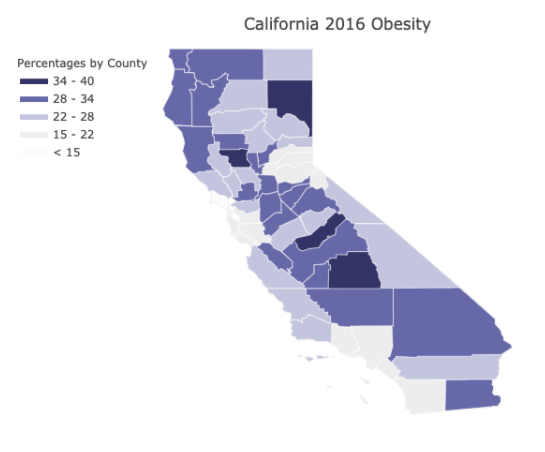 California 2016 Obesity
Percentages by County
34 - 40
28 - 34
22 - 28
15 - 22
< 15